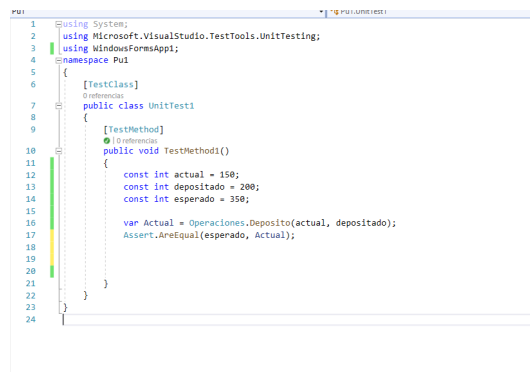 Pu1 Pu1.UnitTest1
1 using System;
2 using Microsoft.VisualStudio.TestTools.UnitTesting;
3 using WindowsFormsApp1;
4 namespace Pu1
5 {
6 [TestClass]
0 referencias
7 public class UnitTest1
8 {
9 [TestMethod]
0 referencias
10 public void TestMethod1()
11 {
12 const int actual = 150;
13 const int depositado = 200;
14 const int esperado = 350;
15
16 var Actual = Operaciones.Deposito(actual, depositado);
17 Assert.AreEqual(esperado, Actual);
18
19
20
21 }
22 }
23 }
24